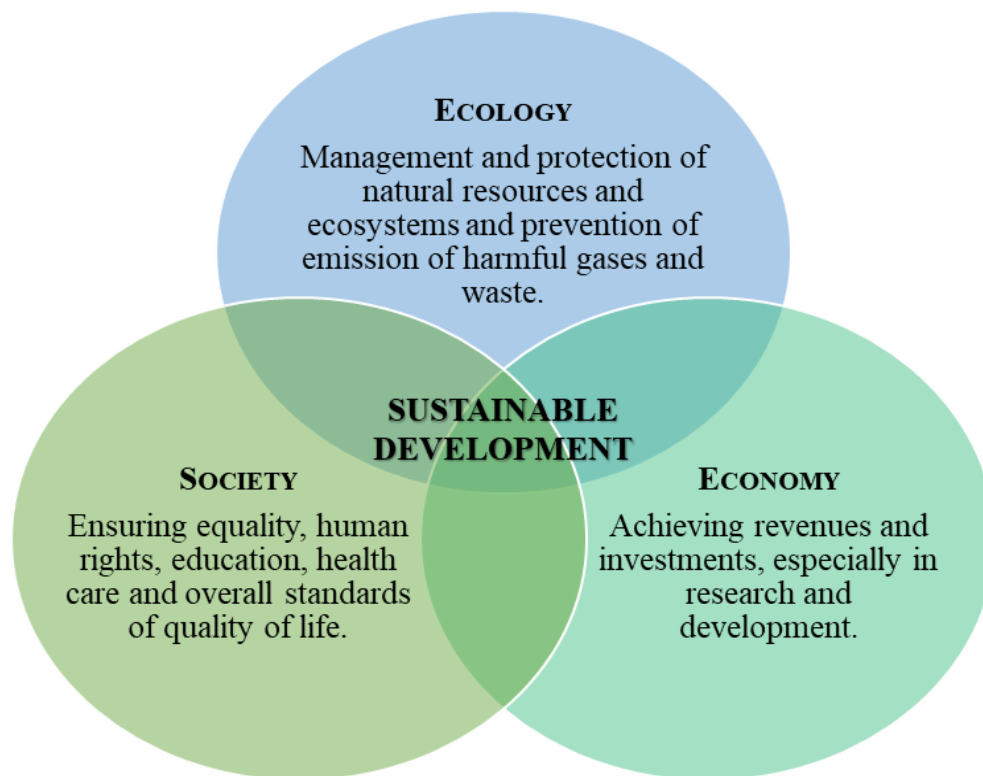 ECOLOGY
Management and protection of
natural resources and
ecosystems and prevention of
emission of harmful gases and
waste.
SUSTAINABLE
DEVELOPMENT
SOCIETY
Ensuring equality, human
rights, education, health
care and overall standards
of quality of life.
ECONOMY
Achieving revenues and
investments, especially in
research and
development.